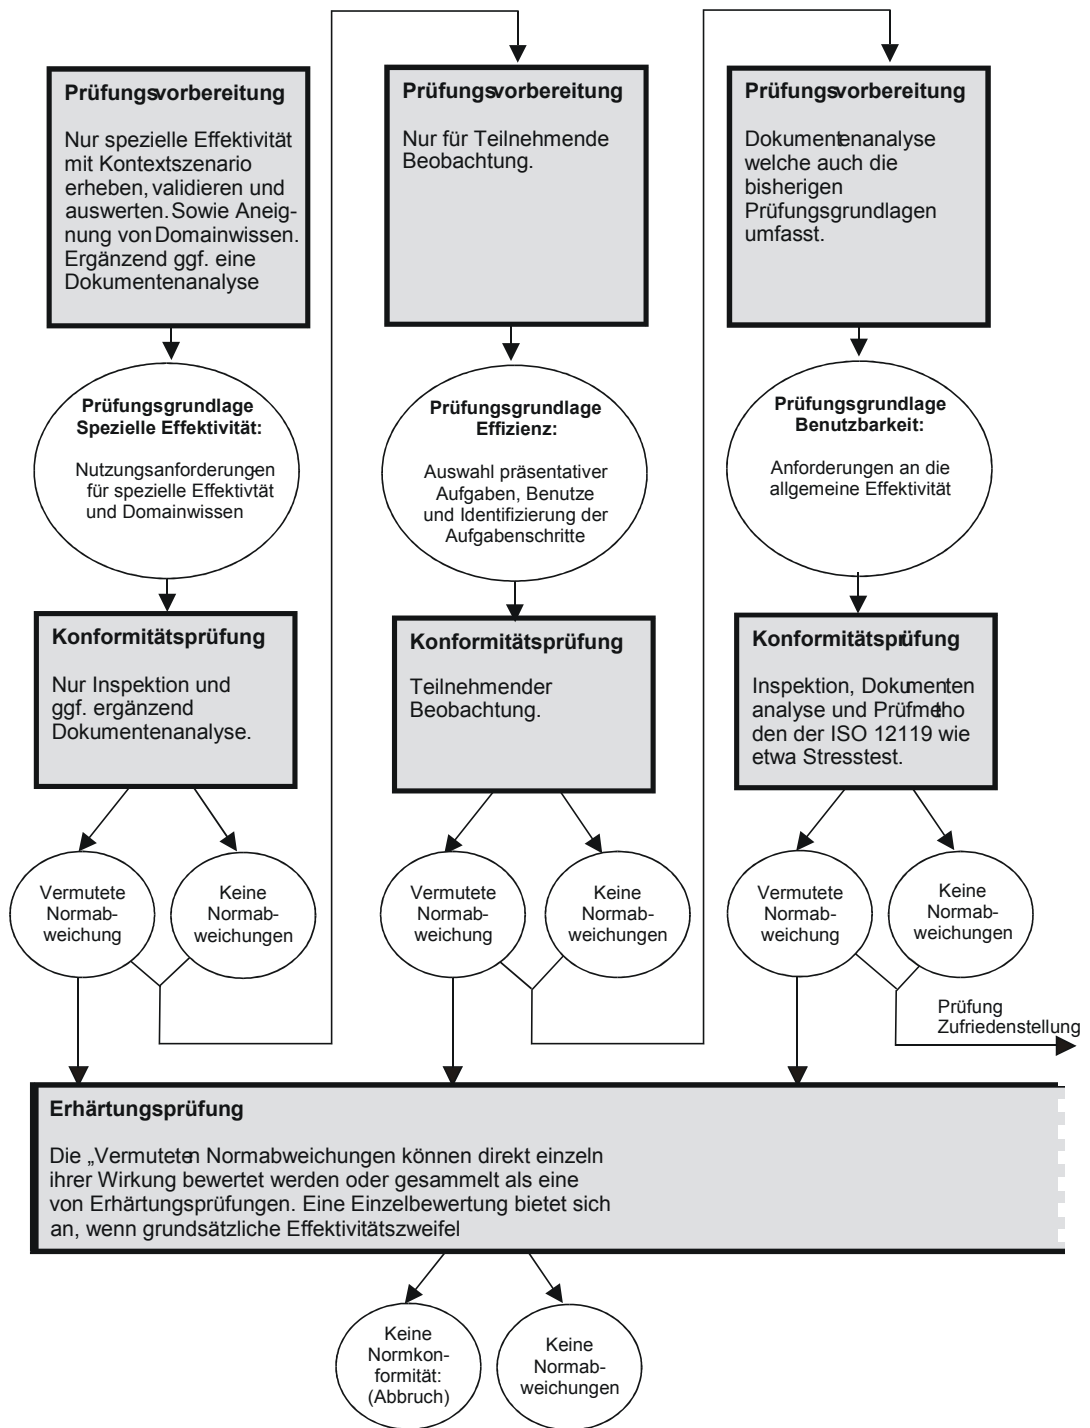 Prüfungsvorbereitung
Nur spezielle Effektivität
mit Kontextszenario
erheben, validieren und
auswerten. Sowie Aneig-
nung von Domainwissen.
Ergänzend ggf. eine
Dokumentenanalyse
Prüfungsgrundlage
Spezielle Effektivität:
Nutzungsanforderungen
für spezielle Effektivtät
und Domainwissen
Konformitätsprüfung
Nur Inspektion und
ggf. ergänzend
Dokumentenanalyse.
Vermutete
Normab-
weichung
Keine
Normab-
weichungen
Prüfungsvorbereitung
Nur für Teilnehmende
Beobachtung.
Prüfungsgrundlage
Effizienz:
Auswahl präsentativer
Aufgaben, Benutze
und Identifizierung der
Aufgabenschritte
Konformitätsprüfung
Teilnehmender
Beobachtung.
Vermutete
Normab-
weichung
Keine
Normab-
weichungen
Prüfungsvorbereitung
Dokumentenanalyse
welche auch die
bisherigen
Prüfungsgrundlagen
umfasst.
Prüfungsgrundlage
Benutzbarkeit:
Anforderungen an die
allgemeine Effektivität
Konformitätsprüfung
Inspektion, Dokumenten
analyse und Prüfmetho
den der ISO 12119 wie
etwa Stresstest.
Vermutete
Normab-
weichung
Keine
Normab-
weichungen
Prüfung
Zufriedenstellung
Erhärtungsprüfung
Die „Vermuteten Normabweichungen können direkt einzeln
ihrer Wirkung bewertet werden oder gesammelt als eine
von Erhärtungsprüfungen. Eine Einzelbewertung bietet sich
an, wenn grundsätzliche Effektivitätszweifel
Keine
Normkon-
formität:
(Abbruch)
Keine
Normab-
weichungen